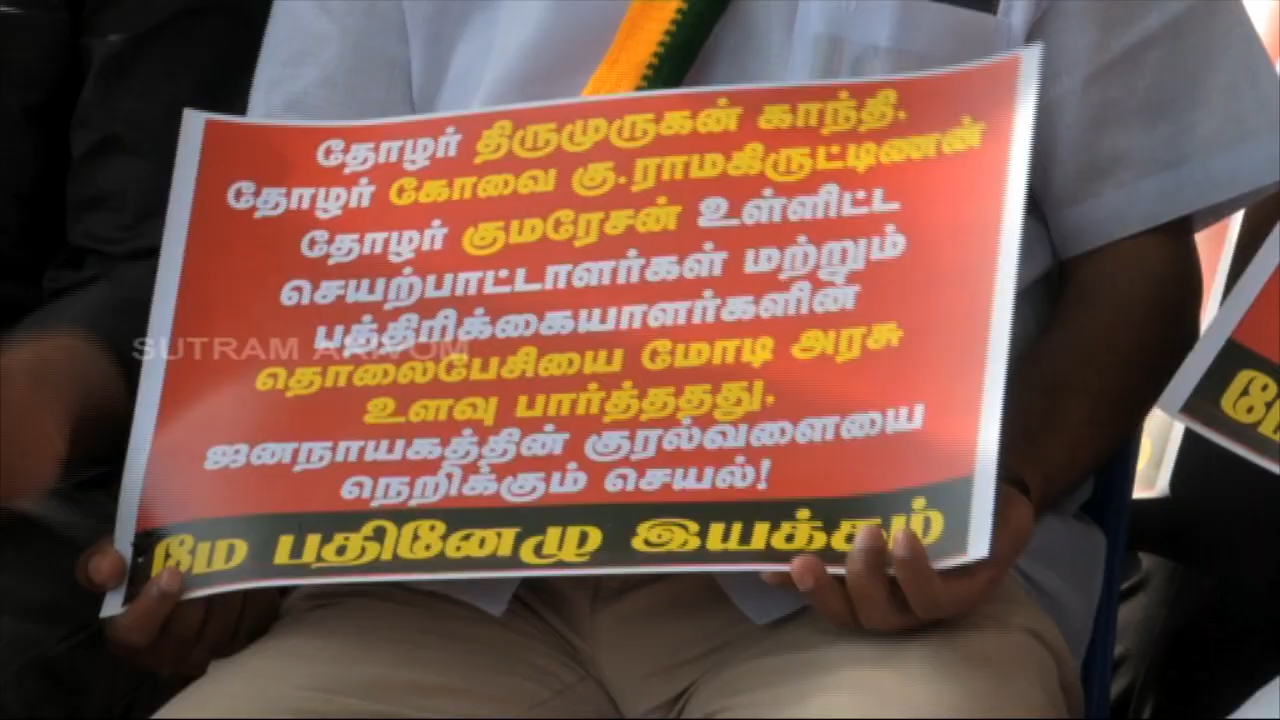 தோழர் திருமுருகன் காந்தி,
தோழர் கோவை கு.ராமகிருட்டிணன்
தோழர் குமரேசன் உள்ளிட்ட
செயற்பாட்டாளர்கள் மற்றும்
பத்திரிக்கையாளர்களின்
SUTRAM ARIVOM
தொலைபேசியை மோடி அரசு
உளவு பார்த்ததது.
ஜனநாயகத்தின் குரல்வளையை
நெறிக்கும் செயல்!
மே பதினேழு இயக்கம்
மே